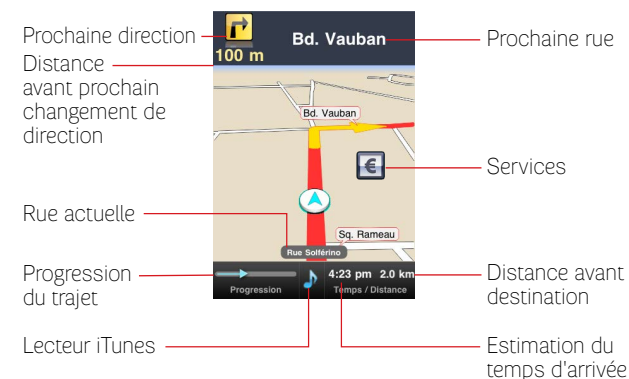 Prochaine direction
Distance
avant prochain
changement de
direction
Rue actuelle
Progression
du trajet
Lecteur iTunes
100 m
Bd. Vauban
Bd. Vauban
€
Sq. Rameau
Rue Solférino
4:23 pm 2.0 km
Progression
Temps / Distance
Prochaine rue
Services
Distance avant
destination
Estimation du
temps d'arrivée